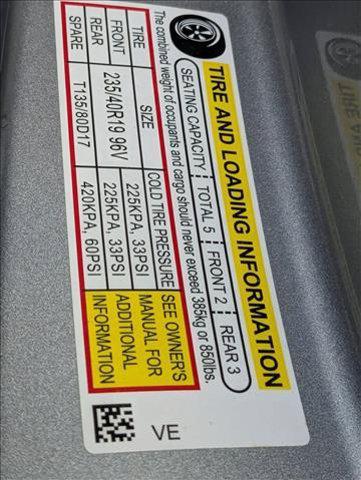 TIRE AND LOADING INFORMATION
SEATING CAPACITY TOTAL 5 FRONT 2 REAR 3
The combined weight of occupants and cargo should never exceed 385kg or 850lbs.
TIRE SIZE COLD TIRE PRESSURE SEE OWNER'S
FRONT 235/40R19 96V 225KPA, 33PSI MANUAL FOR
REAR 225KPA, 33PSI ADDITIONAL
SPARE T135/80D17 420KPA, 60PSI INFORMATION
VE